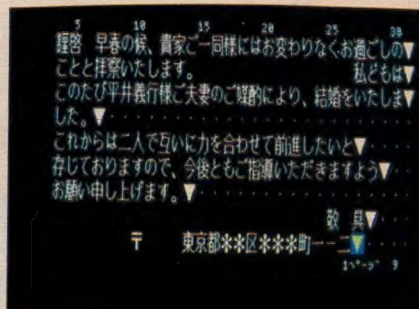 5 10 15 20 25 30
謹啓 早春の候、貴家ご一同様にはお変わりなくお過ごしの▼
ことと拝察いたします。 私どもは▼
このたび平井義行様ご夫妻のご媒酌により、結婚をいたしま▼
した。▼
これからは二人で互いに力を合わせて前進したいと▼
存じておりますので、今後ともご指導いただきますよう▼
お願い申し上げます。▼
敬 具▼
〒 東京都**区***町一ー二▼
1ページ 9